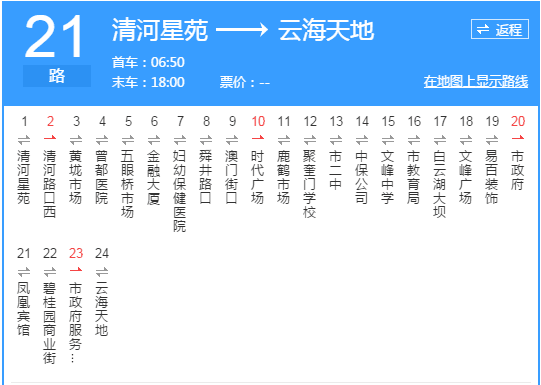 21
路
清河星苑 → 云海天地
首车：06:50
末车：18:00 票价：--
⇌ 返程
在地图上显示路线
1 清河星苑
2 清河路口西
3 黄垅市场
4 曾都医院
5 五眼桥市场
6 金融大厦
7 妇幼保健医院
8 舜井路口
9 澳门街口
10 时代广场
11 鹿鹤市场
12 聚奎门学校
13 市二中
14 中保公司
15 文峰中学
16 市教育局
17 白云湖大坝
18 文峰广场
19 易百装饰
20 市政府
21 凤凰宾馆
22 碧桂园商业街
23 市政府服务…
24 云海天地